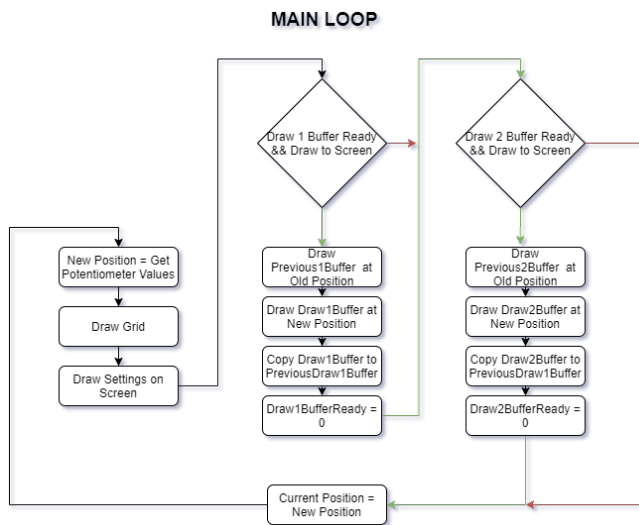 MAIN LOOP
Draw 1 Buffer Ready
&& Draw to Screen
Draw 2 Buffer Ready
&& Draw to Screen
New Position = Get
Potentiometer Values
Draw Grid
Draw Settings on
Screen
Draw
Previous1Buffer at
Old Position
Draw Draw1Buffer at
New Position
Copy Draw1Buffer to
PreviousDraw1Buffer
Draw1BufferReady =
0
Draw
Previous2Buffer at
Old Position
Draw Draw2Buffer at
New Position
Copy Draw2Buffer to
PreviousDraw1Buffer
Draw2BufferReady =
0
Current Position =
New Position